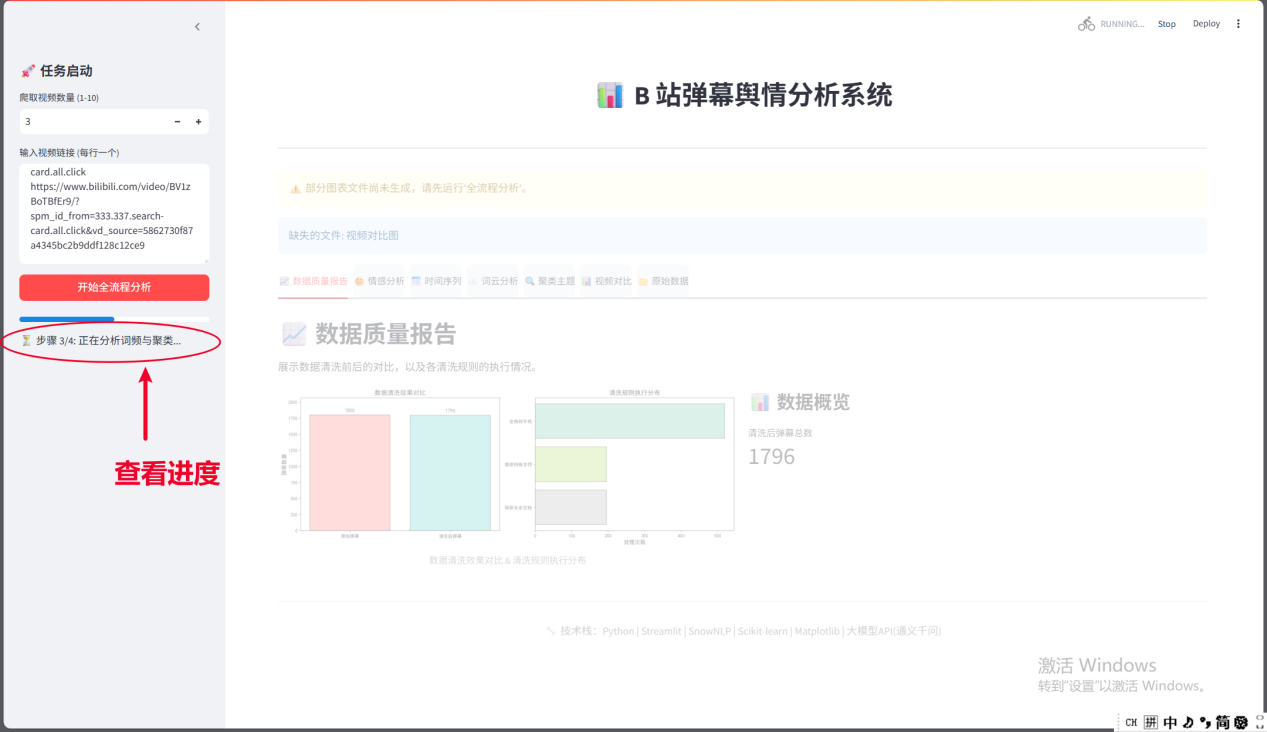 RUNNING...
Stop
Deploy
任务启动
爬取视频数量 (1-10)
3
输入视频链接 (每行一个)
card.all.click
https://www.bilibili.com/video/BV1z
BoTBfEr9/?
spm_id_from=333.337.search-
card.all.click&vd_source=5862730f87
a4345bc2b9ddf128c12ce9
开始全流程分析
步骤 3/4: 正在分析词频与聚类...
查看进度
B 站弹幕舆情分析系统
部分图表文件尚未生成，请先运行'全流程分析'。
缺失的文件: 视频对比图
数据质量报告
情感分析
时间序列
词云分析
聚类主题
视频对比
原始数据
数据质量报告
展示数据清洗前后的对比，以及各清洗规则的执行情况。
数据清洗效果对比
1796
清洗规则执行分布
数据清洗效果对比 & 清洗规则执行分布
数据概览
清洗后弹幕总数
1796
技术栈：Python | Streamlit | SnowNLP | Scikit-learn | Matplotlib | 大模型API(通义千问)
激活 Windows
转到"设置"以激活 Windows。
CH 拼 中 简